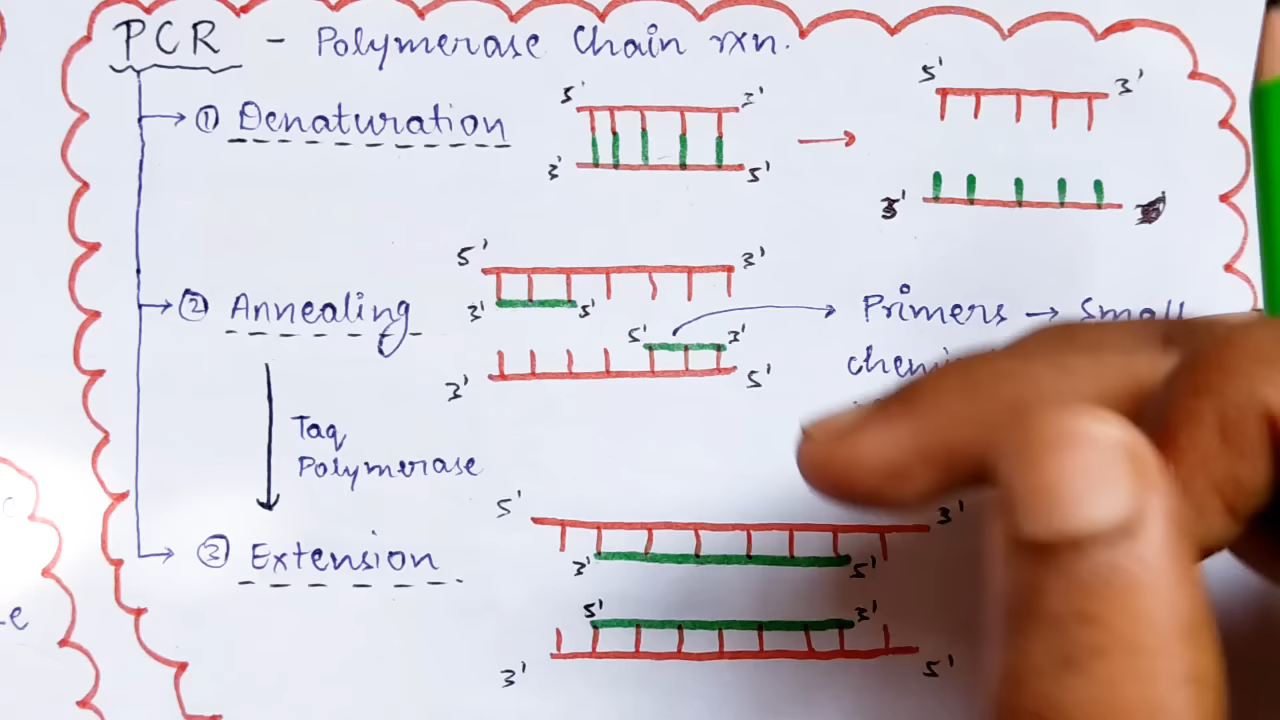 PCR - Polymerase Chain rxn.
① Denaturation
5' 3'
3' 5'
5' 3'
3'
② Annealing
5' 3'
3' 5'
5' 3'
3' 5'
Primers → Small
Taq
Polymerase
③ Extension
5' 3'
3' 5'
5' 3'
3' 5'